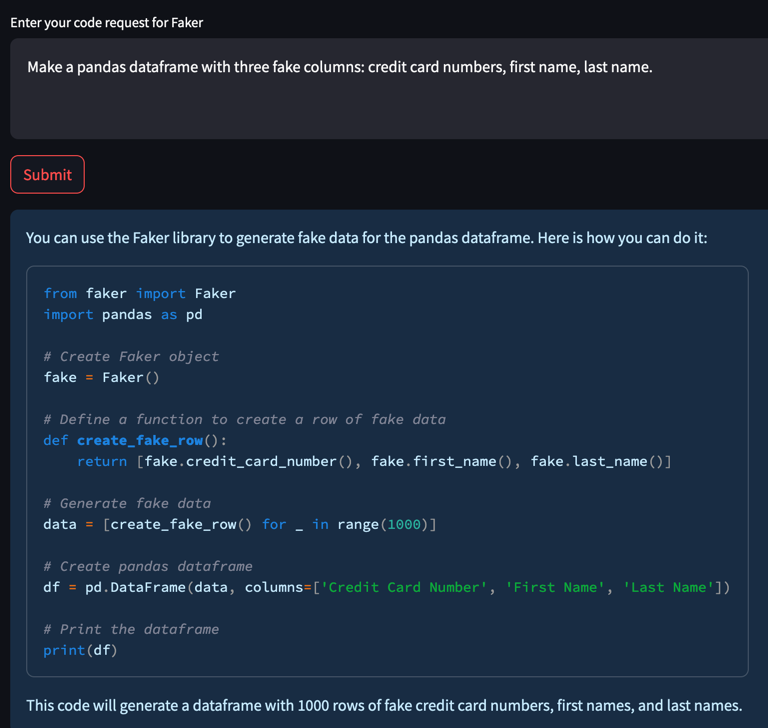 Enter your code request for Faker
Make a pandas dataframe with three fake columns: credit card numbers, first name, last name.
Submit
You can use the Faker library to generate fake data for the pandas dataframe. Here is how you can do it:
from faker import Faker
import pandas as pd
# Create Faker object
fake = Faker()
# Define a function to create a row of fake data
def create_fake_row():
    return [fake.credit_card_number(), fake.first_name(), fake.last_name()]
# Generate fake data
data = [create_fake_row() for _ in range(1000)]
# Create pandas dataframe
df = pd.DataFrame(data, columns=['Credit Card Number', 'First Name', 'Last Name'])
# Print the dataframe
print(df)
This code will generate a dataframe with 1000 rows of fake credit card numbers, first names, and last names.